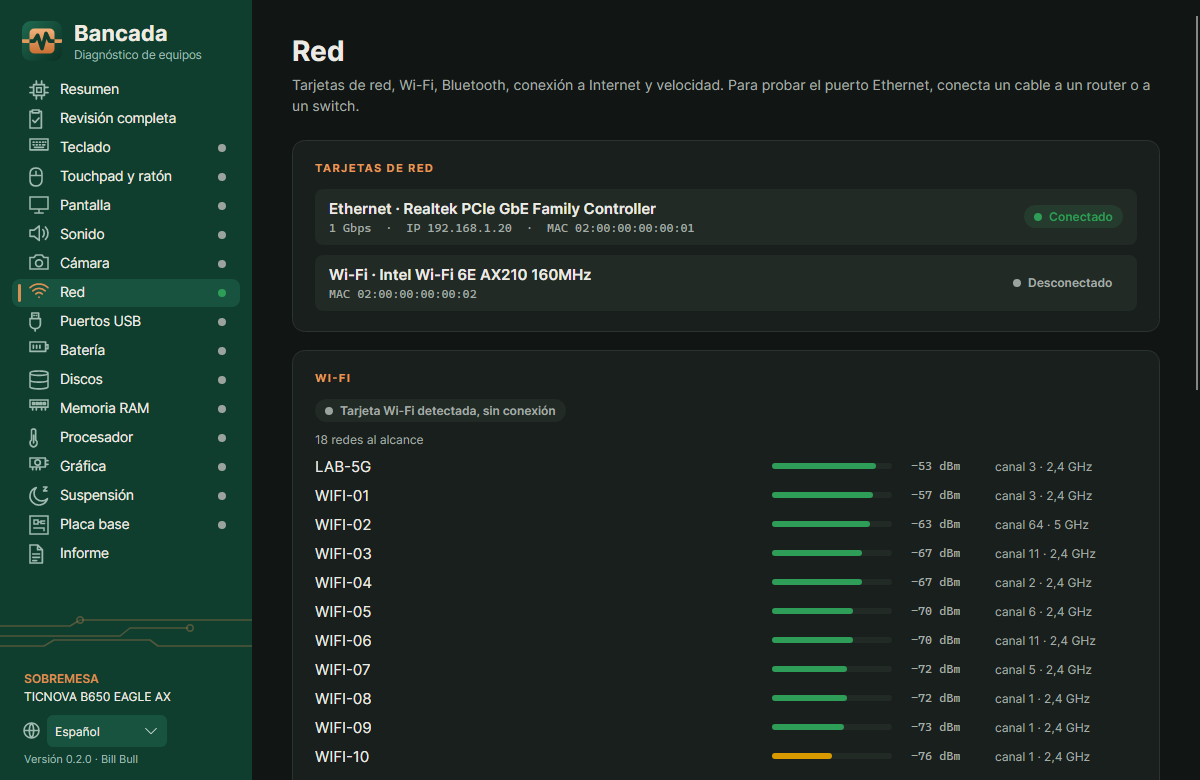 Bancada
Diagnóstico de equipos
Resumen
Revisión completa
Teclado
Touchpad y ratón
Pantalla
Sonido
Cámara
Red
Puertos USB
Batería
Discos
Memoria RAM
Procesador
Gráfica
Suspensión
Placa base
Informe
SOBREMESA
TICNOVA B650 EAGLE AX
Español
Versión 0.2.0 · Bill Bull
Red
Tarjetas de red, Wi-Fi, Bluetooth, conexión a Internet y velocidad. Para probar el puerto Ethernet, conecta un cable a un router o a
un switch.
TARJETAS DE RED
Ethernet · Realtek PCIe GbE Family Controller
1 Gbps · IP 192.168.1.20 · MAC 02:00:00:00:00:01
Conectado
Wi-Fi · Intel Wi-Fi 6E AX210 160MHz
MAC 02:00:00:00:00:02
Desconectado
WI-FI
Tarjeta Wi-Fi detectada, sin conexión
18 redes al alcance
LAB-5G −53 dBm canal 3 · 2,4 GHz
WIFI-01 −57 dBm canal 3 · 2,4 GHz
WIFI-02 −63 dBm canal 64 · 5 GHz
WIFI-03 −67 dBm canal 11 · 2,4 GHz
WIFI-04 −67 dBm canal 2 · 2,4 GHz
WIFI-05 −70 dBm canal 6 · 2,4 GHz
WIFI-06 −70 dBm canal 11 · 2,4 GHz
WIFI-07 −72 dBm canal 5 · 2,4 GHz
WIFI-08 −72 dBm canal 1 · 2,4 GHz
WIFI-09 −73 dBm canal 1 · 2,4 GHz
WIFI-10 −76 dBm canal 1 · 2,4 GHz